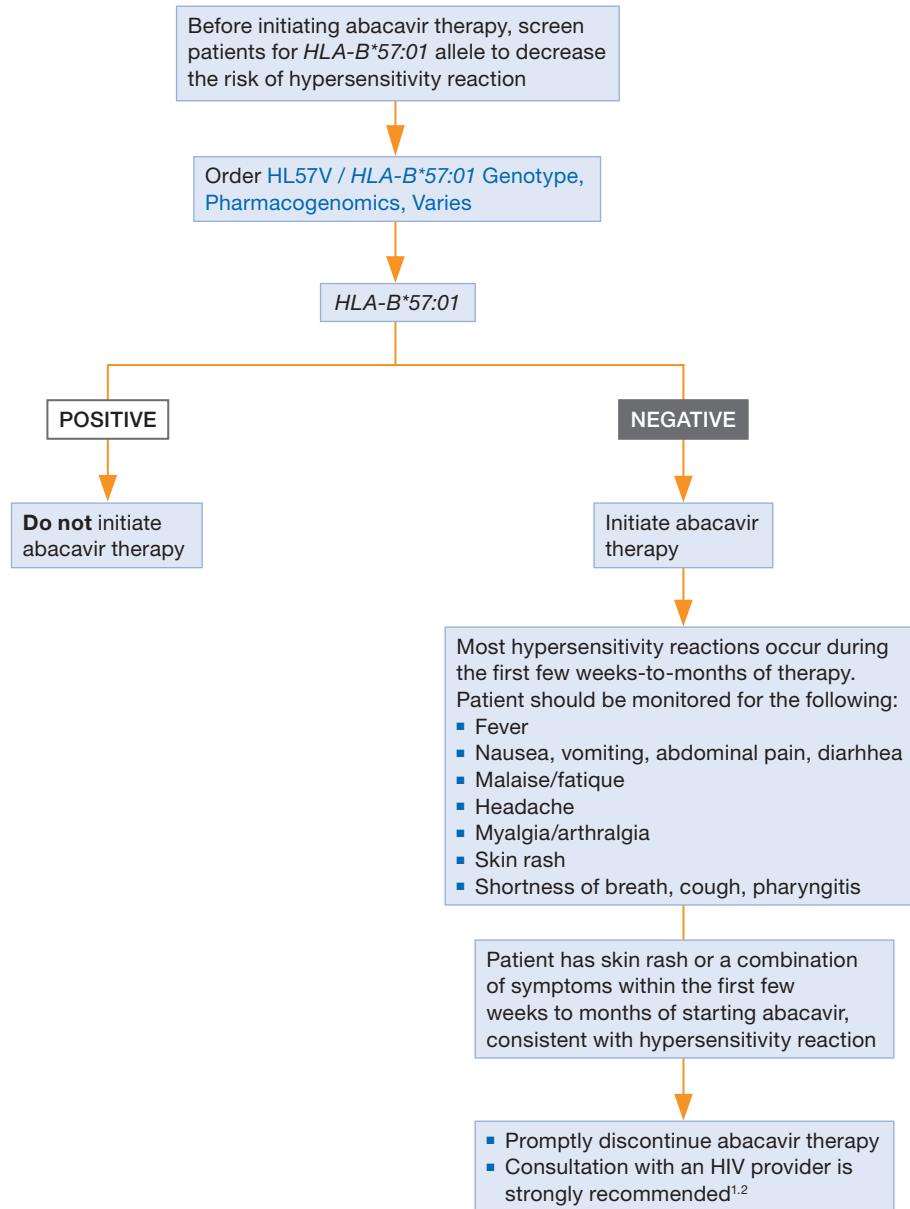 Before initiating abacavir therapy, screen
patients for HLA-B*57:01 allele to decrease
the risk of hypersensitivity reaction
Order HL57V / HLA-B*57:01 Genotype,
Pharmacogenomics, Varies
HLA-B*57:01
POSITIVE
NEGATIVE
Do not initiate
abacavir therapy
Initiate abacavir
therapy
Most hypersensitivity reactions occur during
the first few weeks-to-months of therapy.
Patient should be monitored for the following:
▪ Fever
▪ Nausea, vomiting, abdominal pain, diarhhea
▪ Malaise/fatique
▪ Headache
▪ Myalgia/arthralgia
▪ Skin rash
▪ Shortness of breath, cough, pharyngitis
Patient has skin rash or a combination
of symptoms within the first few
weeks to months of starting abacavir,
consistent with hypersensitivity reaction
▪ Promptly discontinue abacavir therapy
▪ Consultation with an HIV provider is
strongly recommended1.2